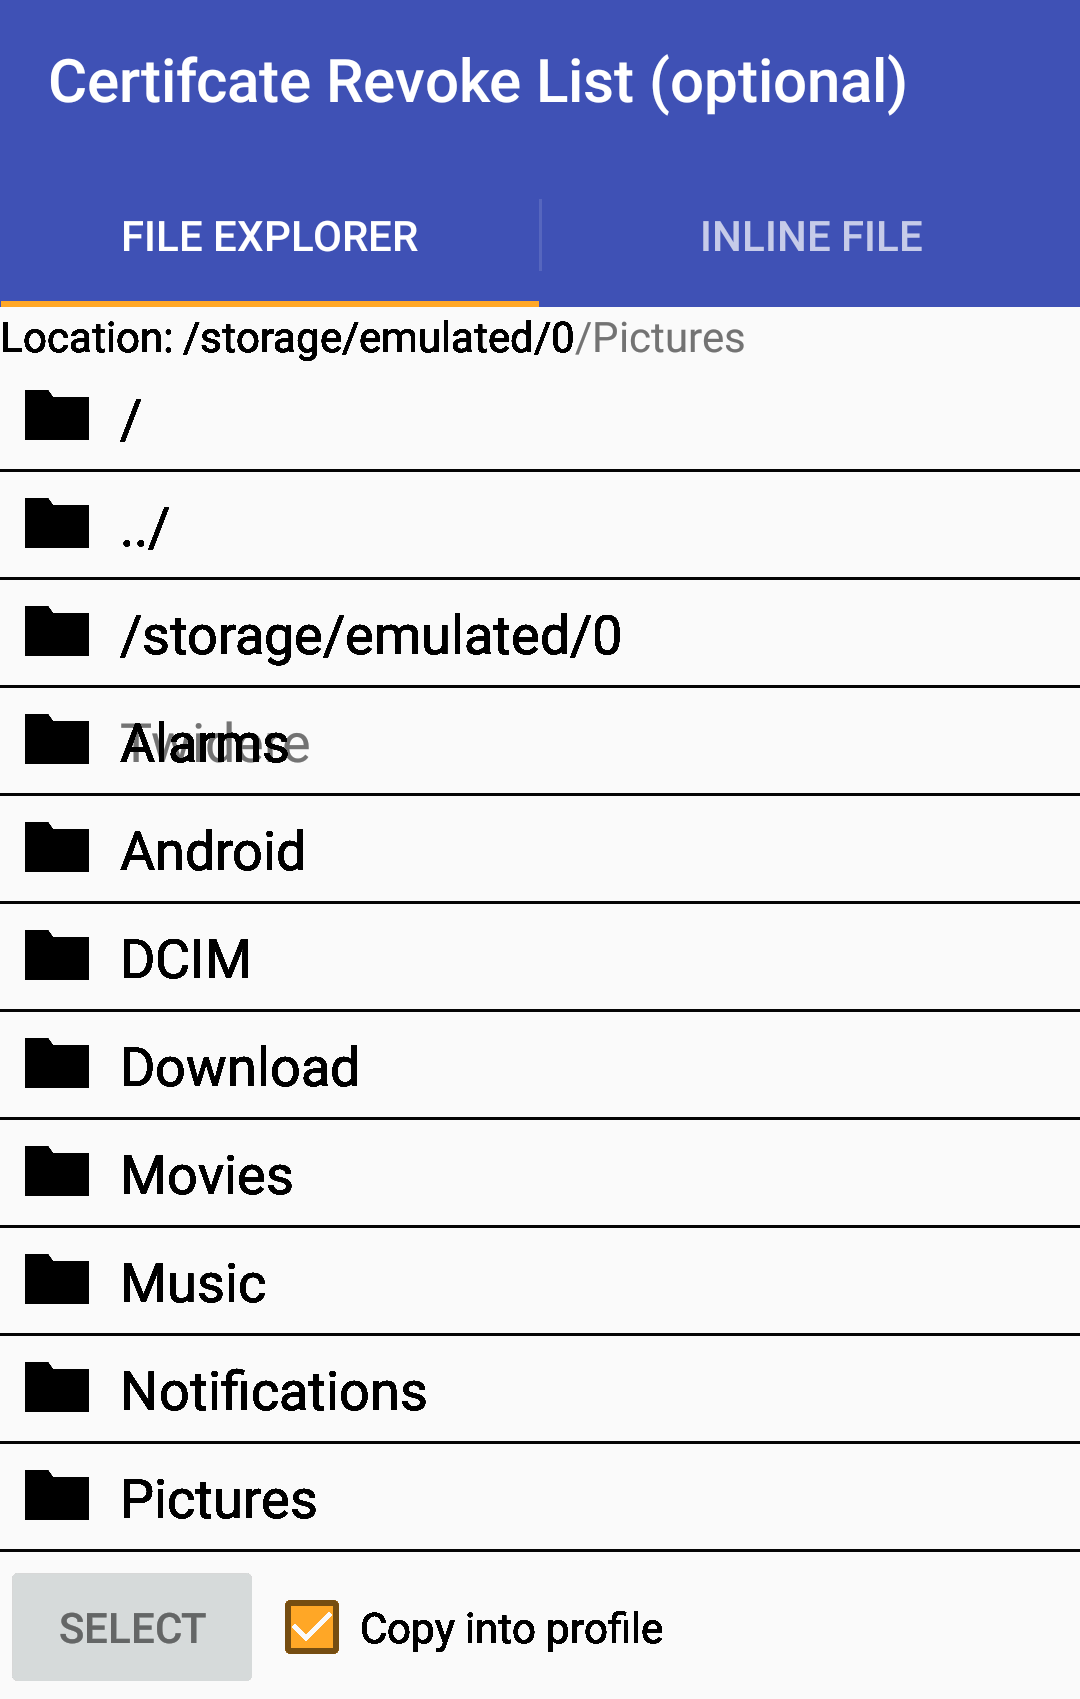 Certifcate Revoke List (optional)
FILE EXPLORER
INLINE FILE
Location: /storage/emulated/0/Pictures
/
../
/storage/emulated/0
Alarms
Twidere
Android
DCIM
Download
Movies
Music
Notifications
Pictures
SELECT
Copy into profile